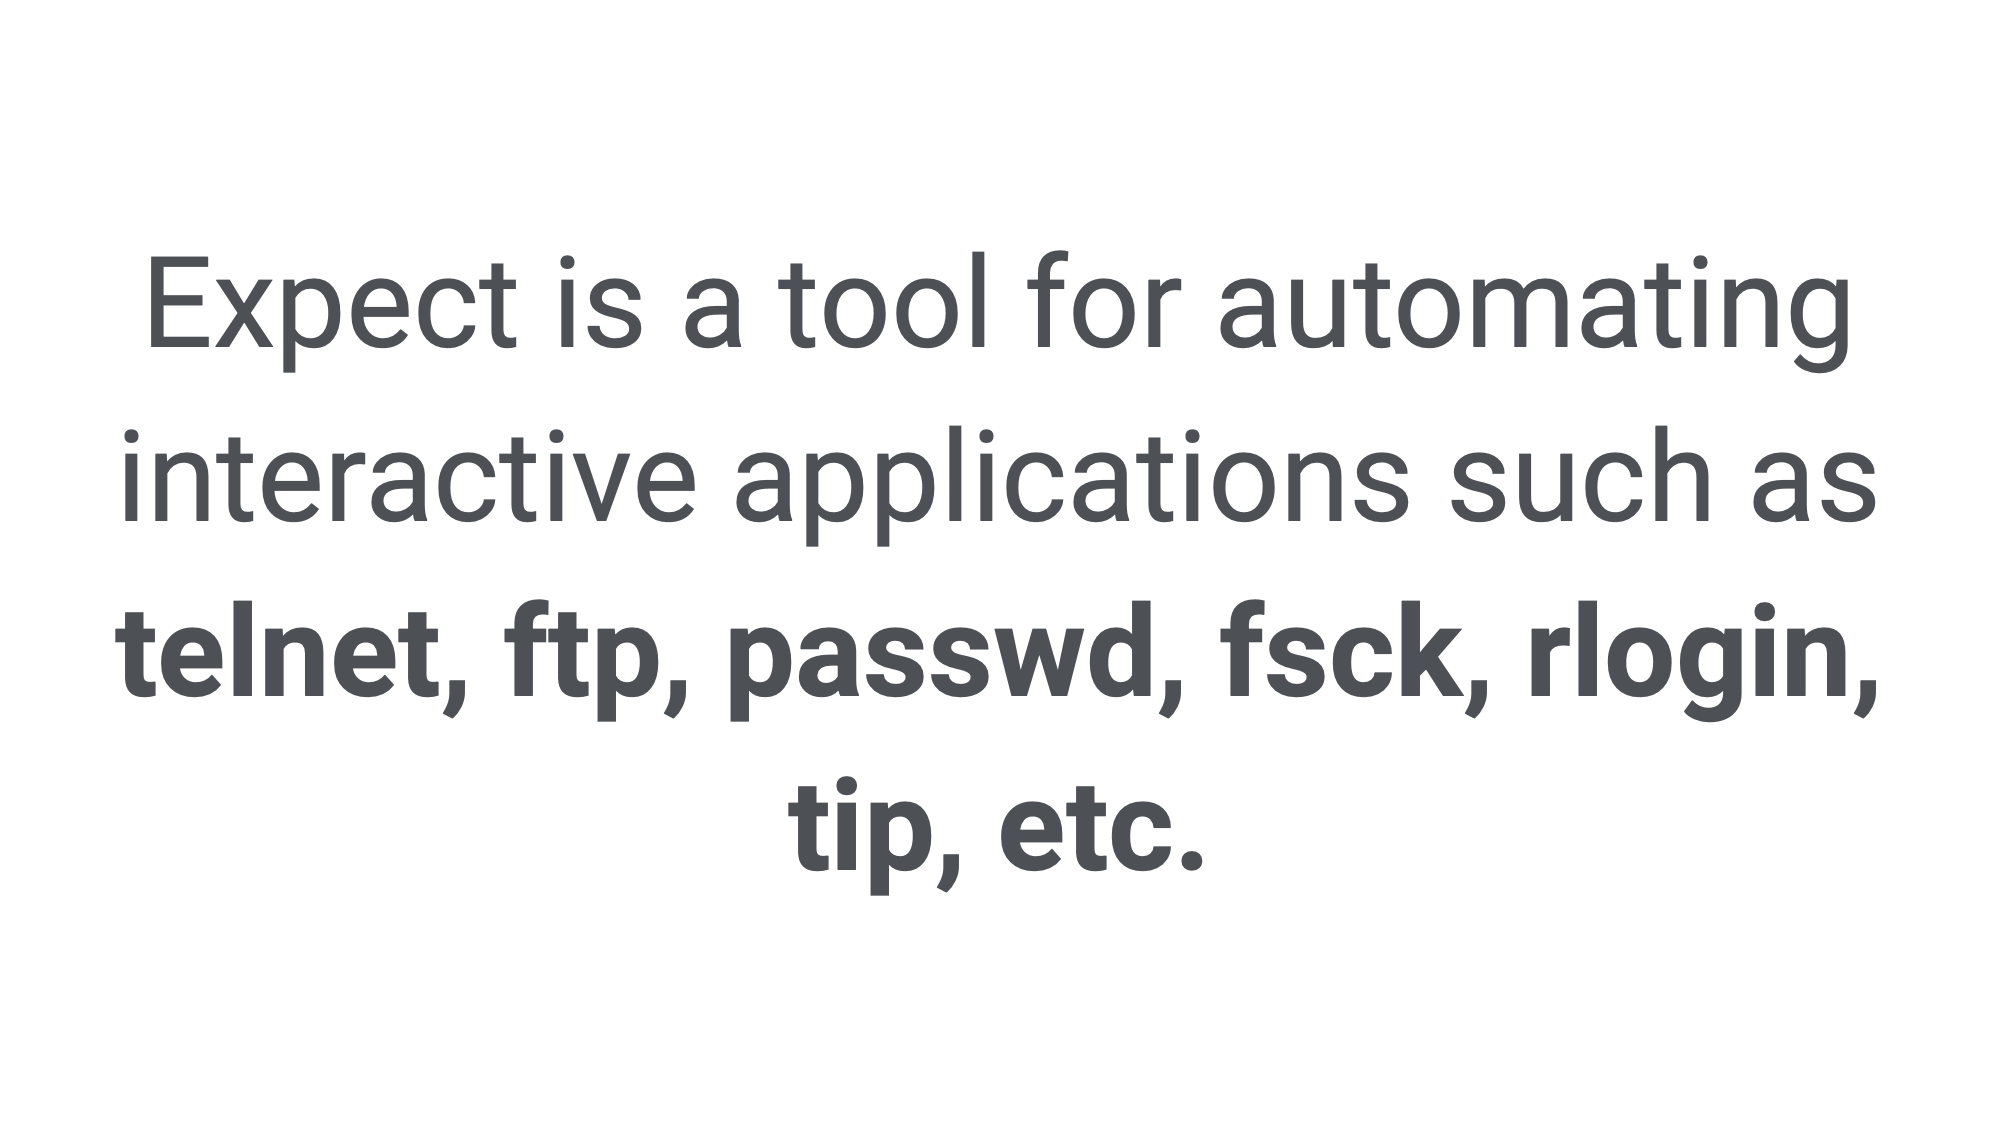 Expect is a tool for automating
interactive applications such as
telnet, ftp, passwd, fsck, rlogin,
tip, etc.